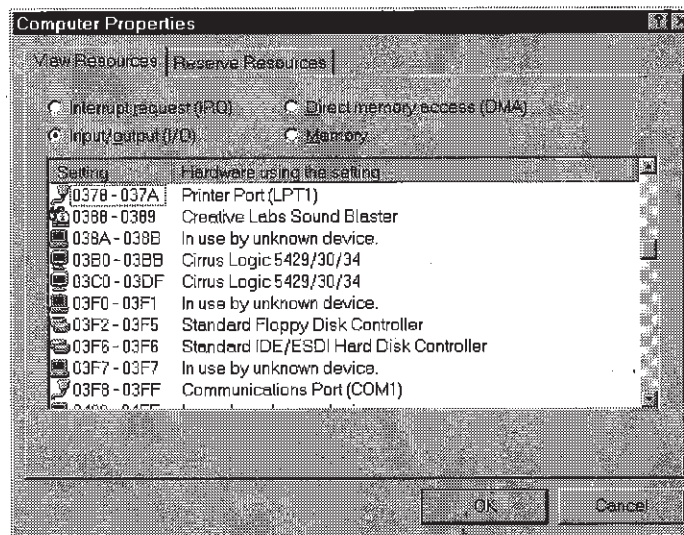 Computer Properties
View Resources Reserve Resources
Interrupt request (IRQ) Direct memory access (DMA)
Input/output (I/O) Memory
Setting Hardware using the setting
0378 - 037A Printer Port (LPT1)
0388 - 0389 Creative Labs Sound Blaster
038A - 038B In use by unknown device.
03B0 - 03BB Cirrus Logic 5429/30/34
03C0 - 03DF Cirrus Logic 5429/30/34
03F0 - 03F1 In use by unknown device.
03F2 - 03F5 Standard Floppy Disk Controller
03F6 - 03F6 Standard IDE/ESDI Hard Disk Controller
03F7 - 03F7 In use by unknown device.
03F8 - 03FF Communications Port (COM1)
OK Cancel